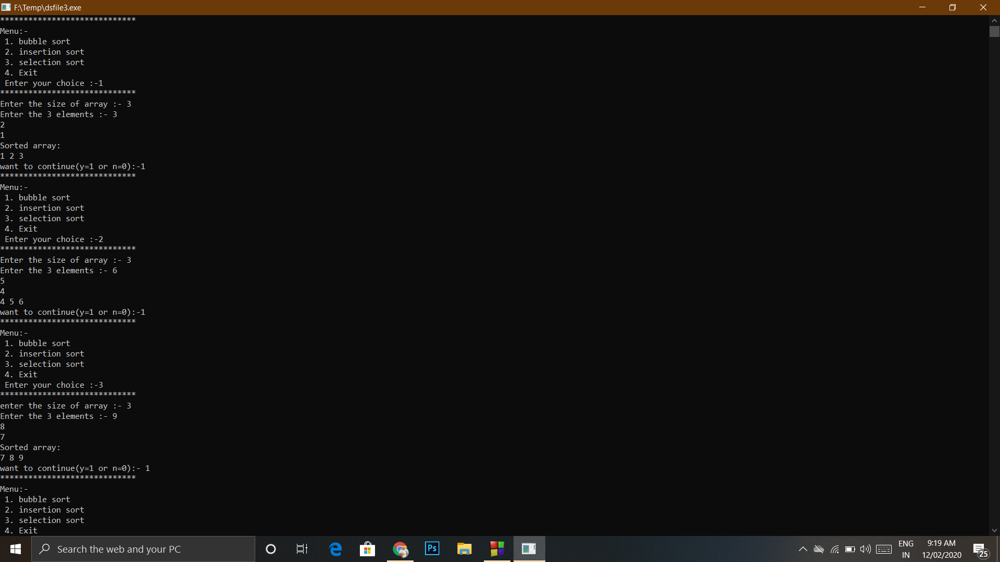 F:\Temp\dsfile3.exe
*****************************
Menu:-
 1. bubble sort
 2. insertion sort
 3. selection sort
 4. Exit
 Enter your choice :-1
*****************************
Enter the size of array :- 3
Enter the 3 elements :- 3
2
1
Sorted array:
1 2 3
want to continue(y=1 or n=0):-1
*****************************
Menu:-
 1. bubble sort
 2. insertion sort
 3. selection sort
 4. Exit
 Enter your choice :-2
*****************************
Enter the size of array :- 3
Enter the 3 elements :- 6
5
4
4 5 6
want to continue(y=1 or n=0):-1
*****************************
Menu:-
 1. bubble sort
 2. insertion sort
 3. selection sort
 4. Exit
 Enter your choice :-3
*****************************
enter the size of array :- 3
Enter the 3 elements :- 9
8
7
Sorted array:
7 8 9
want to continue(y=1 or n=0):- 1
*****************************
Menu:-
 1. bubble sort
 2. insertion sort
 3. selection sort
 4. Exit
Search the web and your PC
Ps
ENG
IN
9:19 AM
12/02/2020
25